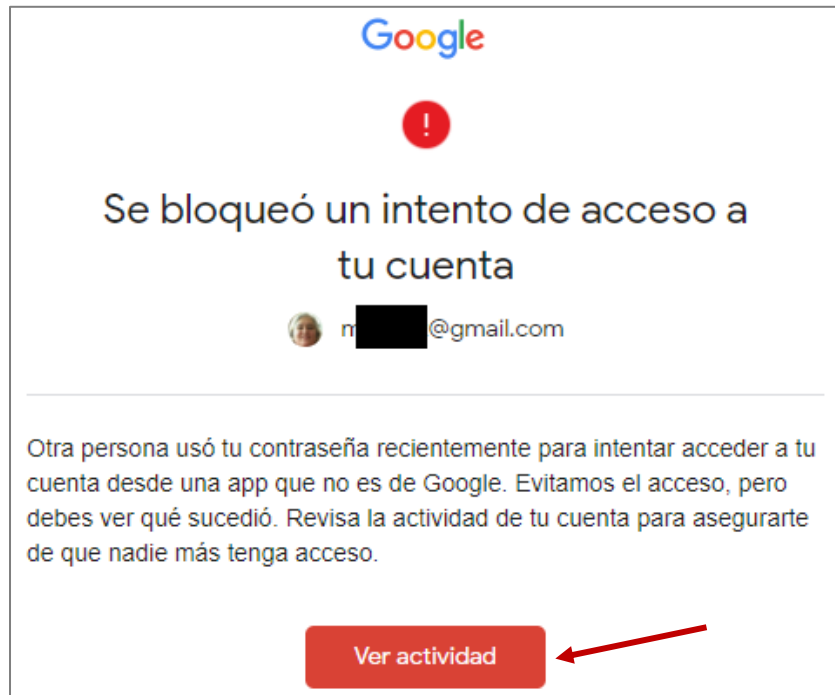 Google
!
Se bloqueó un intento de acceso a
tu cuenta
m @gmail.com
Otra persona usó tu contraseña recientemente para intentar acceder a tu
cuenta desde una app que no es de Google. Evitamos el acceso, pero
debes ver qué sucedió. Revisa la actividad de tu cuenta para asegurarte
de que nadie más tenga acceso.
Ver actividad